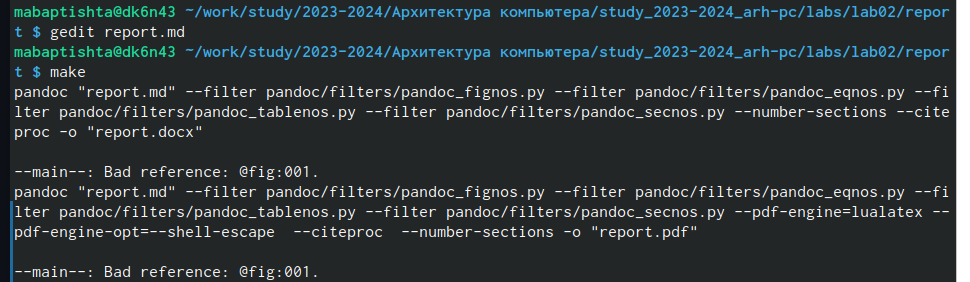 mabaptishta@dk6n43 ~/work/study/2023-2024/Архитектура компьютера/study_2023-2024_arh-pc/labs/lab02/repor
t $ gedit report.md
mabaptishta@dk6n43 ~/work/study/2023-2024/Архитектура компьютера/study_2023-2024_arh-pc/labs/lab02/repor
t $ make
pandoc "report.md" --filter pandoc/filters/pandoc_fignos.py --filter pandoc/filters/pandoc_eqnos.py --fi
lter pandoc/filters/pandoc_tablenos.py --filter pandoc/filters/pandoc_secnos.py --number-sections --cite
proc -o "report.docx"
--main--: Bad reference: @fig:001.
pandoc "report.md" --filter pandoc/filters/pandoc_fignos.py --filter pandoc/filters/pandoc_eqnos.py --fi
lter pandoc/filters/pandoc_tablenos.py --filter pandoc/filters/pandoc_secnos.py --pdf-engine=lualatex --
pdf-engine-opt=--shell-escape  --citeproc  --number-sections -o "report.pdf"
--main--: Bad reference: @fig:001.